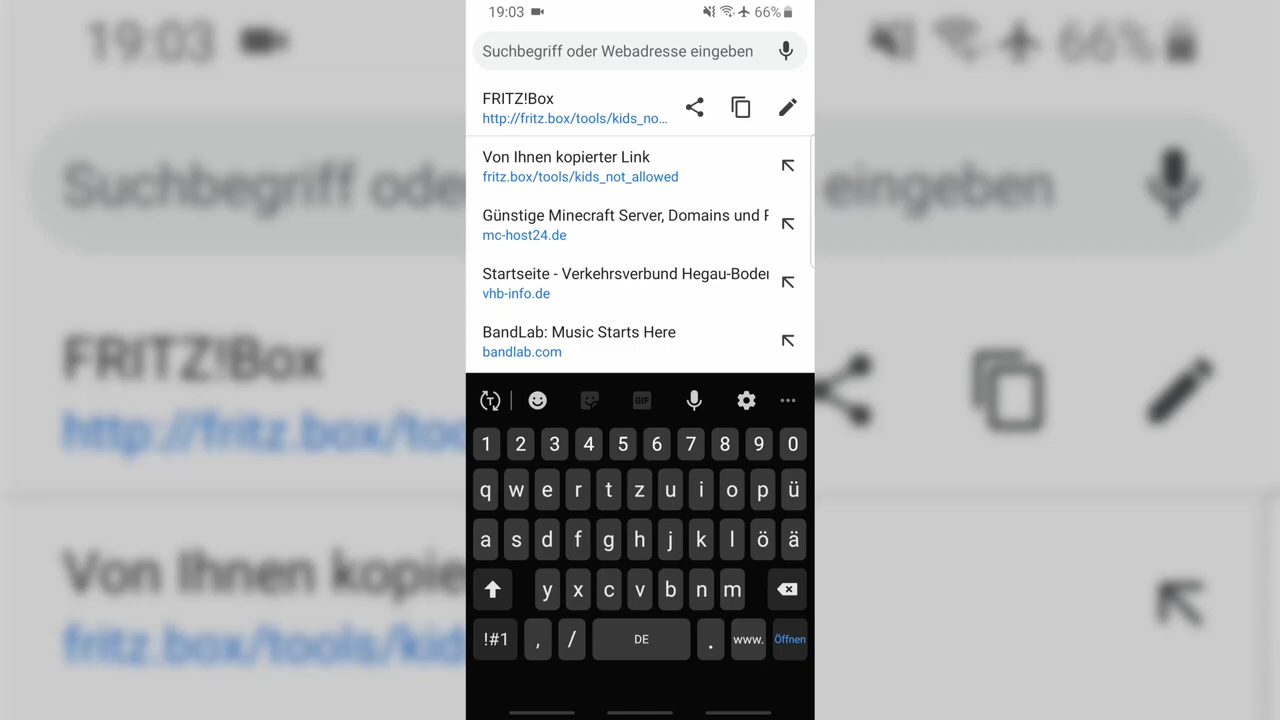 19:03 66%
Suchbegriff oder Webadresse eingeben
FRITZ!Box
http://fritz.box/tools/kids_no...
Von Ihnen kopierter Link
fritz.box/tools/kids_not_allowed
Günstige Minecraft Server, Domains und
mc-host24.de
Startseite - Verkehrsverbund Hegau-Boden
vhb-info.de
BandLab: Music Starts Here
bandlab.com
GIF
1 2 3 4 5 6 7 8 9 0
q w e r t z u i o p ü
a s d f g h j k l ö ä
y x c v b n m
!#1 , / DE . www. Öffnen